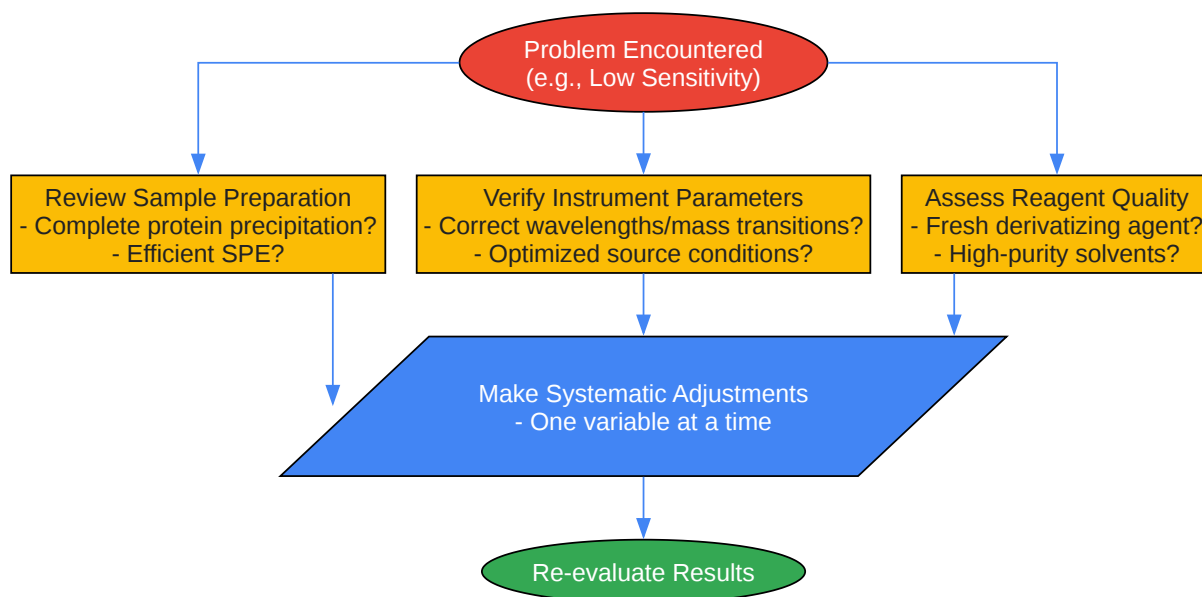 Problem Encountered
(e.g., Low Sensitivity)
Review Sample Preparation
- Complete protein precipitation?
- Efficient SPE?
Verify Instrument Parameters
- Correct wavelengths/mass transitions?
- Optimized source conditions?
Assess Reagent Quality
- Fresh derivatizing agent?
- High-purity solvents?
Make Systematic Adjustments
- One variable at a time
Re-evaluate Results